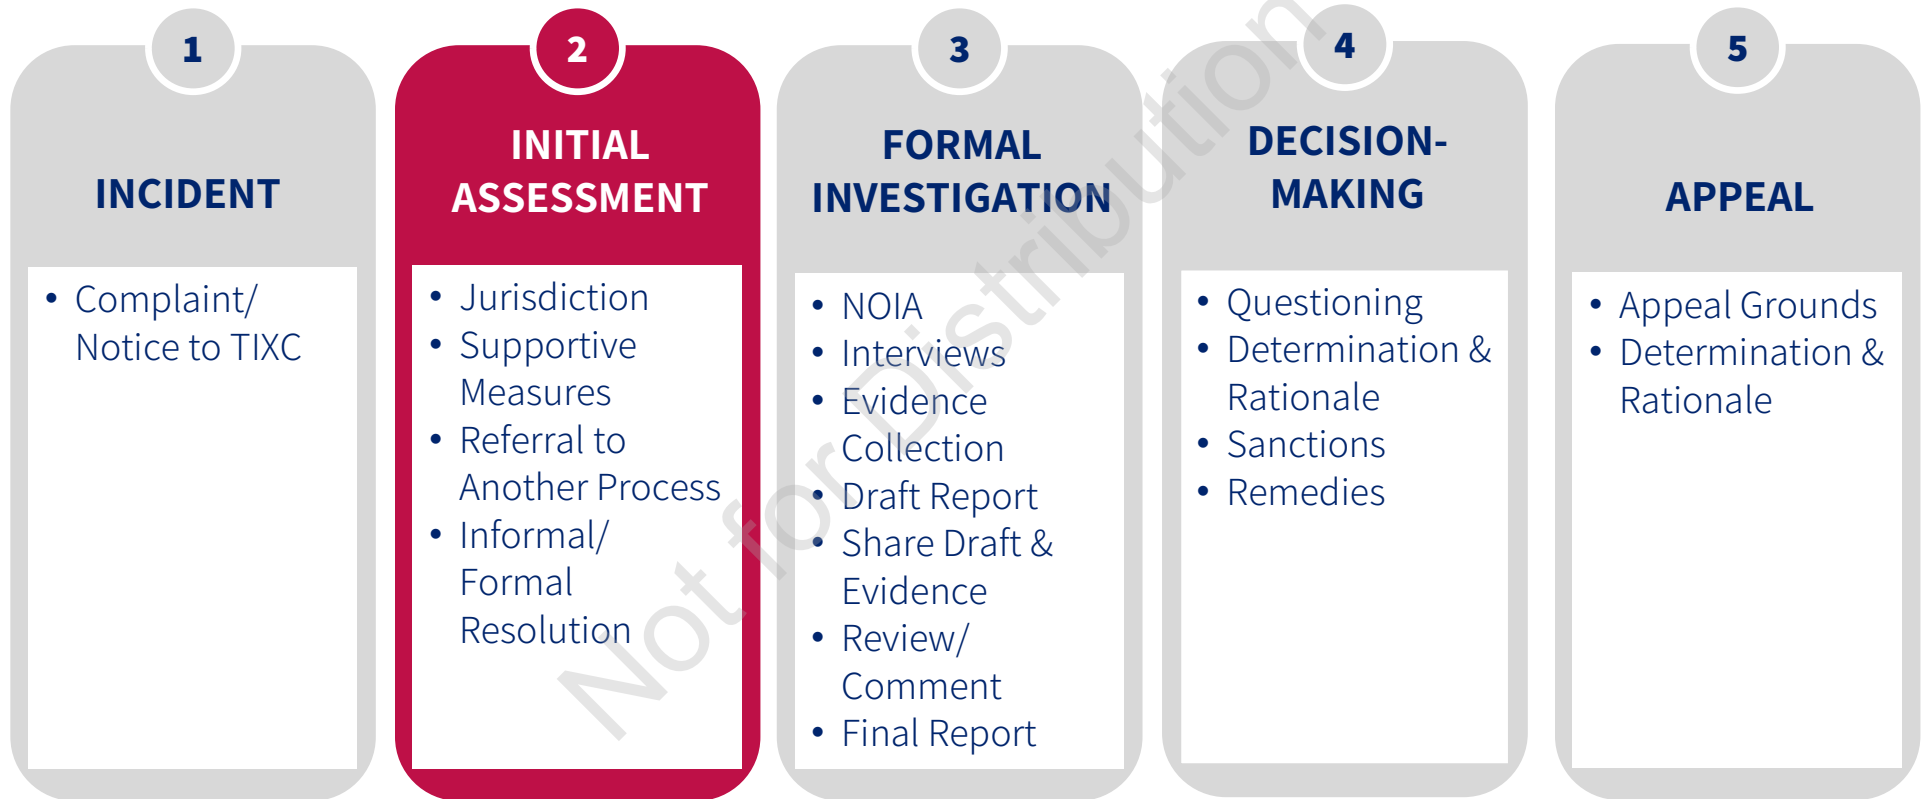 1
INCIDENT
• Complaint/
Notice to TIXC
2
INITIAL
ASSESSMENT
• Jurisdiction
• Supportive
Measures
• Referral to
Another Process
• Informal/
Formal
Resolution
3
FORMAL
INVESTIGATION
• NOIA
• Interviews
• Evidence
Collection
• Draft Report
• Share Draft &
Evidence
• Review/
Comment
• Final Report
4
DECISION-
MAKING
• Questioning
• Determination &
Rationale
• Sanctions
• Remedies
5
APPEAL
• Appeal Grounds
• Determination &
Rationale
Not for Distribution